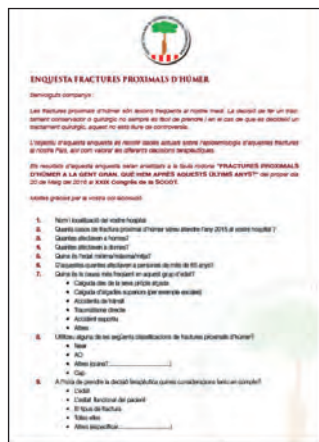 ENQUESTA FRACTURES PROXIMALS D'HÚMER
Benvolguts companys:
Les fractures proximals d'húmer són lesions freqüents al nostre medi. La decisió de fer un trac-
tament conservador o quirúrgic no sempre és fàcil de prendre i en el cas de que es decideixi un
tractament quirúrgic, aquest no està lliure de controvèrsia.
L'objectiu d'aquesta enquesta és recollir dades actuals sobre l'epidemiologia d'aquestes fractures
al nostre País, així com valorar les diferents decisions terapèutiques.
Els resultats d'aquesta enquesta seran analitzats a la taula rodona "FRACTURES PROXIMALS
D'HÚMER A LA GENT GRAN, QUÈ HEM APRÈS AQUESTS ÚLTIMS ANYS?" del proper dia
20 de Maig del 2016 al XXIX Congrés de la SCCOT.
Moltes gràcies per la vostra col·laboració.
1. Nom i localització del vostre hospital
2. Quants casos de fractura proximal d'húmer vàreu atendre l'any 2015 al vostre hospital?
3. Quantes afectaven a homes?
4. Quantes afectaven a dones?
5. Quina és l'edat mínima/màxima/mitja?
6. D'aquestes quantes afectaven a persones de més de 65 anys?
7. Quina és la causa més freqüent en aquest grup d'edat?
• Caiguda des de la seva pròpia alçada
• Caiguda d'alçades superiors (per exemple escales)
• Accidents de trànsit
• Traumatisme directe
• Accident esportiu
• Altres
8. Utilitzeu alguna de les següents classificacions de fractures proximals d'húmer?
• Neer
• AO
• Altres (quina?..............................)
• Cap
9. A l'hora de prendre la decisió terapèutica quines consideracions teniu en compte?
• L'edat
• L'estat funcional del pacient
• El tipus de fractura
• Totes elles
• Altres (especificar..............................)